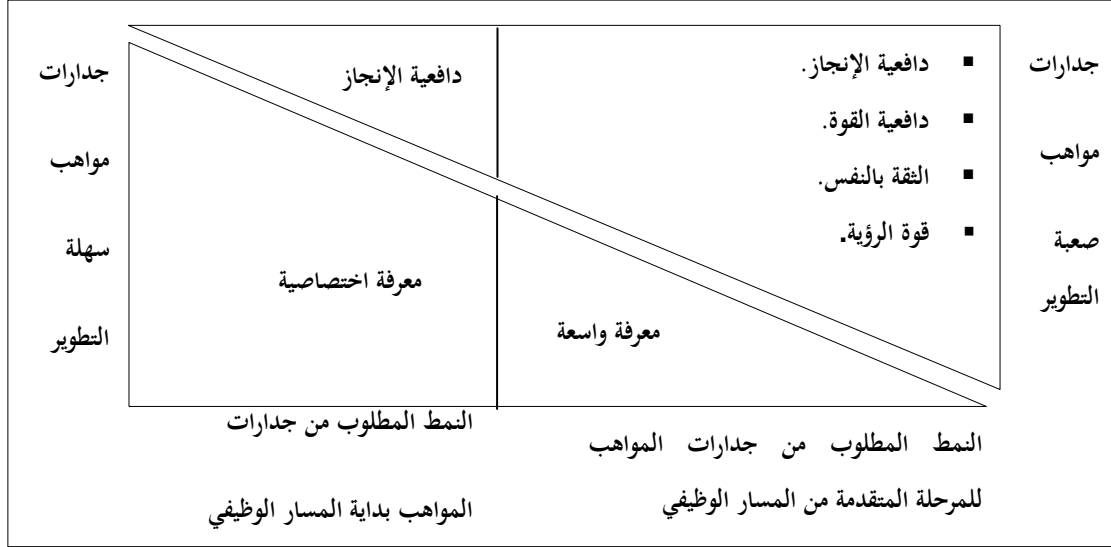 جدارات
مواهب
صعبة
التطوير
▪ دافعية الإنجاز.
▪ دافعية القوة.
▪ الثقة بالنفس.
▪ قوة الرؤية.
دافعية الإنجاز
جدارات
مواهب
سهلة
التطوير
معرفة اختصاصية
معرفة واسعة
النمط المطلوب من جدارات المواهب
للمرحلة المتقدمة من المسار الوظيفي
النمط المطلوب من جدارات
المواهب بداية المسار الوظيفي